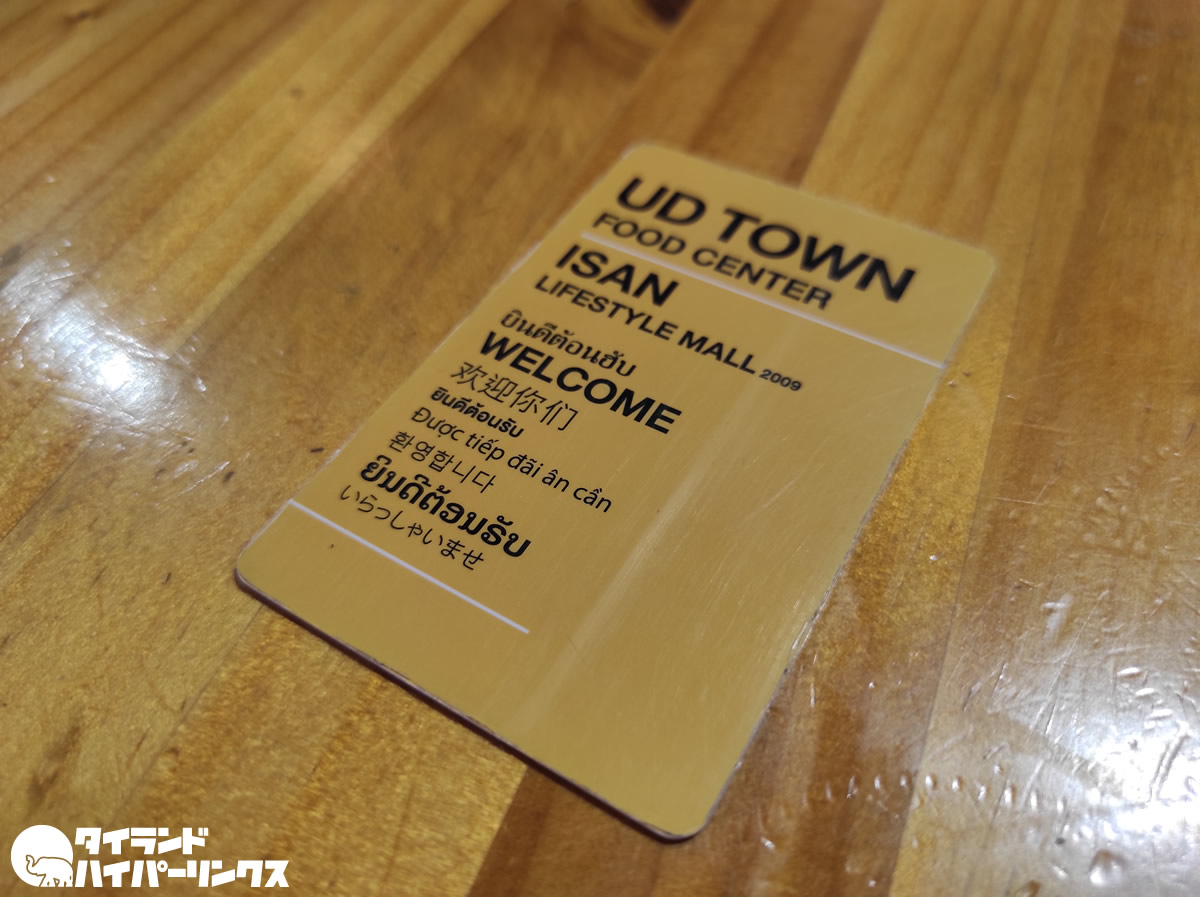 UD TOWN
FOOD CENTER
ISAN
LIFESTYLE MALL 2009
ยินดีต้อนฮับ
WELCOME
欢迎你们
ยินดีต้อนรับ
Được tiếp đãi ân cần
환영합니다
ຍິນດີຕ້ອນຮັບ
いらっしゃいませ
タイランド
ハイパーリンクス